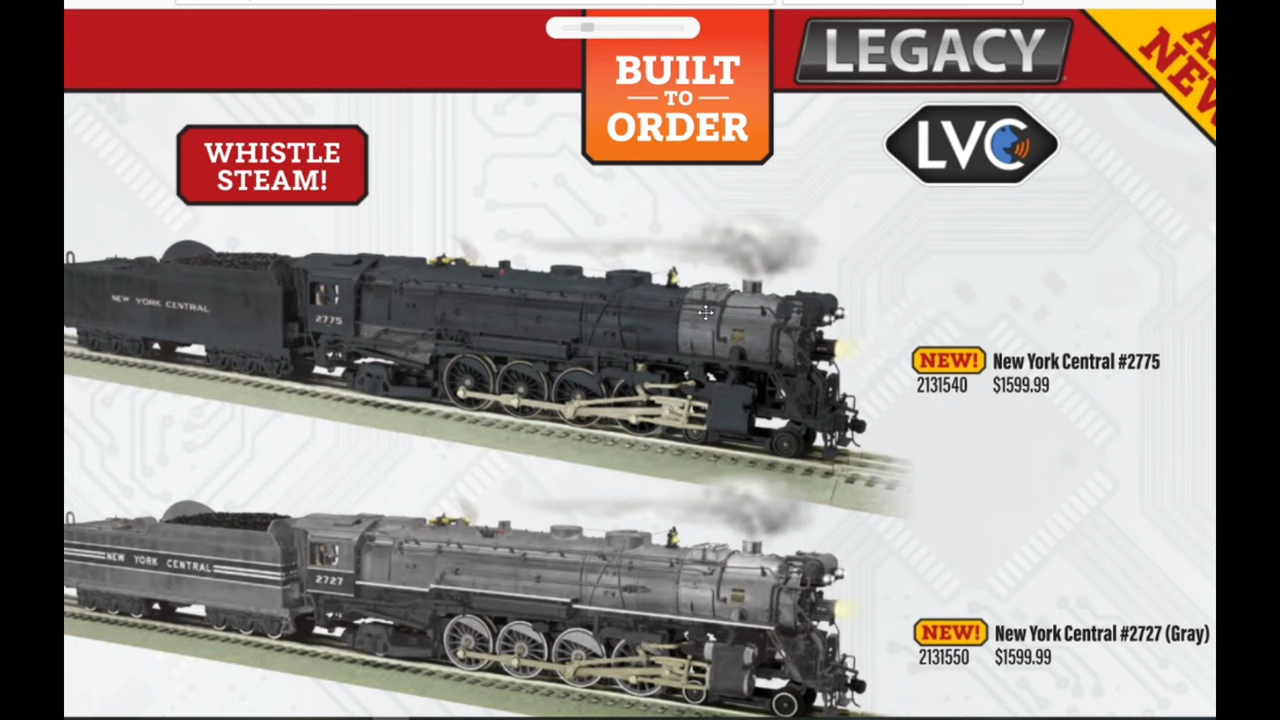 BUILT
TO
ORDER
LEGACY
LVC
WHISTLE
STEAM!
NEW YORK CENTRAL
2775
NEW! New York Central #2775
2131540 $1599.99
NEW YORK CENTRAL
2727
NEW! New York Central #2727 (Gray)
2131550 $1599.99